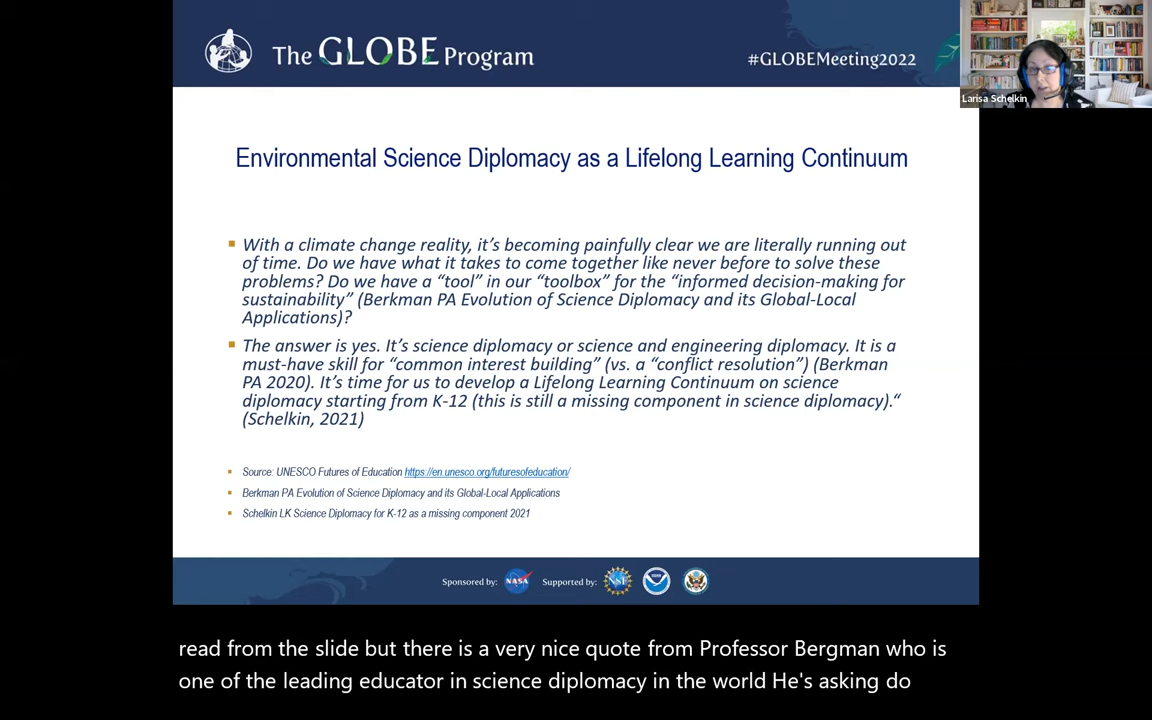 The GLOBE Program
#GLOBEMeeting2022
Larisa Schelkin
Environmental Science Diplomacy as a Lifelong Learning Continuum
With a climate change reality, it's becoming painfully clear we are literally running out
of time. Do we have what it takes to come together like never before to solve these
problems? Do we have a "tool" in our "toolbox" for the "informed decision-making for
sustainability" (Berkman PA Evolution of Science Diplomacy and its Global-Local
Applications)?
The answer is yes. It's science diplomacy or science and engineering diplomacy. It is a
must-have skill for "common interest building" (vs. a "conflict resolution") (Berkman
PA 2020). It's time for us to develop a Lifelong Learning Continuum on science
diplomacy starting from K-12 (this is still a missing component in science diplomacy)."
(Schelkin, 2021)
Source: UNESCO Futures of Education https://en.unesco.org/futuresofeducation/
Berkman PA Evolution of Science Diplomacy and its Global-Local Applications
Schelkin LK Science Diplomacy for K-12 as a missing component 2021
Sponsored by: NASA Supported by: NSF
read from the slide but there is a very nice quote from Professor Bergman who is
one of the leading educator in science diplomacy in the world He's asking do